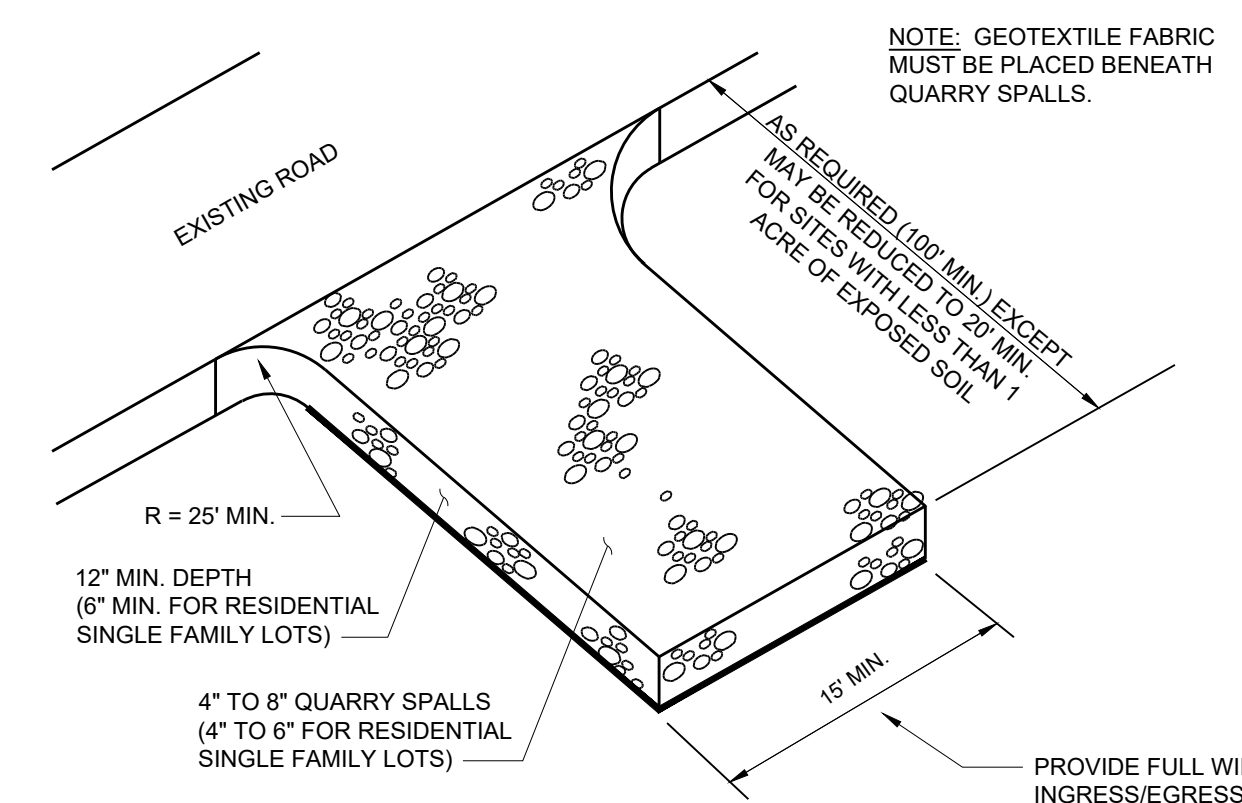 NOTE: GEOTEXTILE FABRIC
MUST BE PLACED BENEATH
QUARRY SPALLS.
EXISTING ROAD
AS REQUIRED (100' MIN.) EXCEPT
MAY BE REDUCED TO 20' MIN.
FOR SITES WITH LESS THAN 1
ACRE OF EXPOSED SOIL
R = 25' MIN.
12" MIN. DEPTH
(6" MIN. FOR RESIDENTIAL
SINGLE FAMILY LOTS)
4" TO 8" QUARRY SPALLS
(4" TO 6" FOR RESIDENTIAL
SINGLE FAMILY LOTS)
15' MIN.
PROVIDE FULL
INGRESS/EGRESS